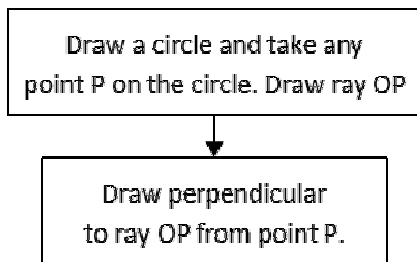 Draw a circle and take any
point P on the circle. Draw ray OP
Draw perpendicular
to ray OP from point P.